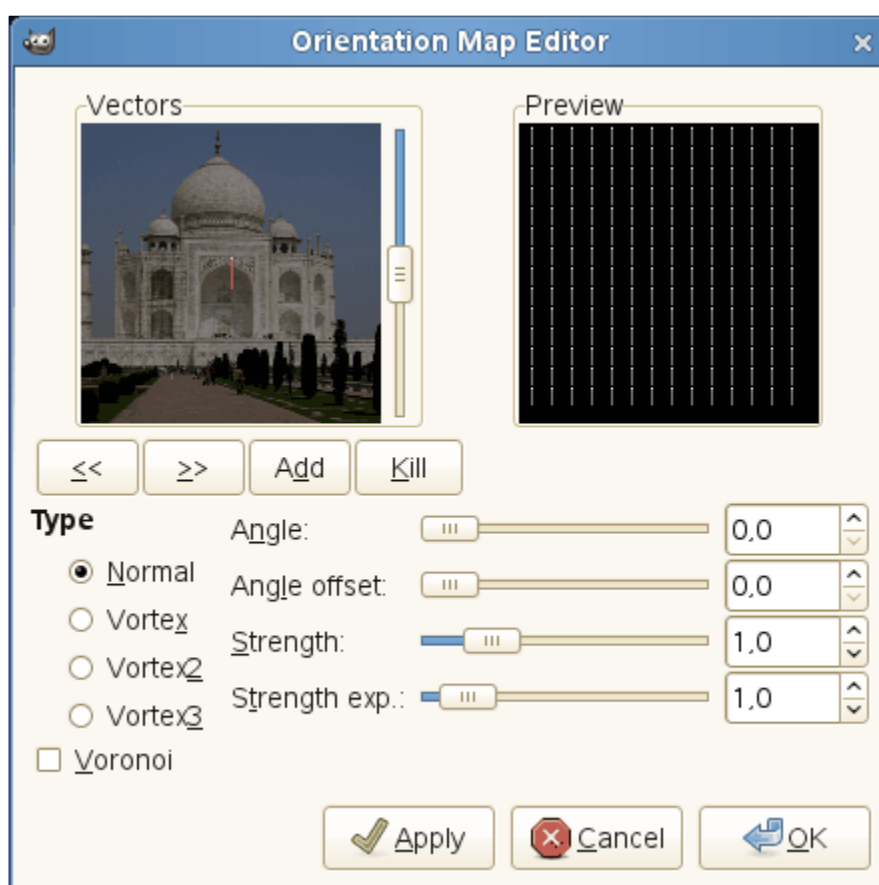 Orientation Map Editor
Vectors
Preview
<< >> Add Kill
Type
Normal
Vortex
Vortex2
Vortex3
Voronoi
Angle: 0,0
Angle offset: 0,0
Strength: 1,0
Strength exp.: 1,0
Apply Cancel OK